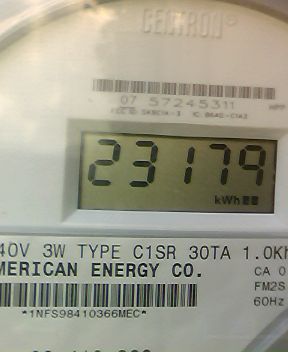 CENTRON®
07 57245311
23179
kWh
40V 3W TYPE C1SR 30TA 1.0Kh
MERICAN ENERGY CO.
CA 0
FM2S
60Hz
*1NFS98410366MEC*